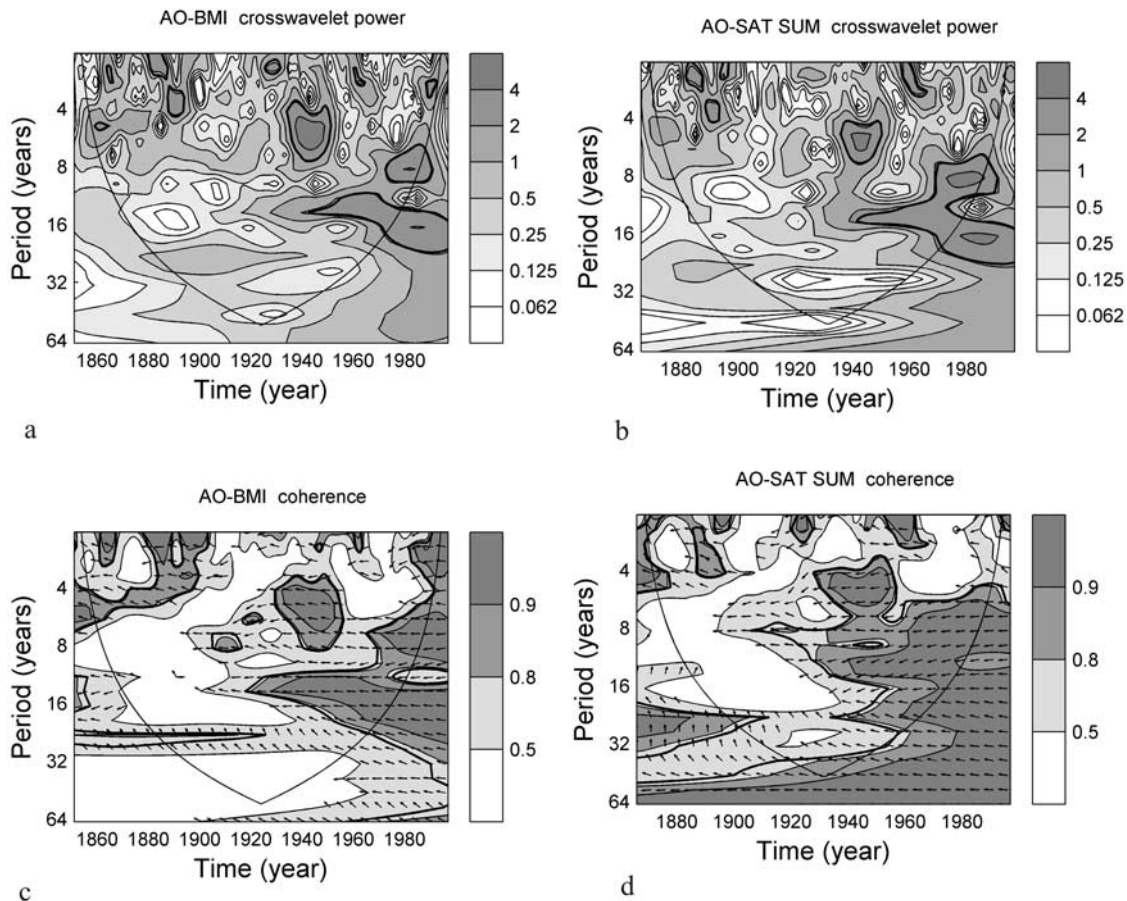 AO-BMI crosswavelet power
4
8
16
32
64
Period (years)
1860 1880 1900 1920 1940 1960 1980
Time (year)
4
2
1
0.5
0.25
0.125
0.062
a
AO-SAT SUM crosswavelet power
4
8
16
32
64
Period (years)
1880 1900 1920 1940 1960 1980
Time (year)
4
2
1
0.5
0.25
0.125
0.062
b
AO-BMI coherence
4
8
16
32
64
Period (years)
1860 1880 1900 1920 1940 1960 1980
Time (year)
0.9
0.8
0.5
c
AO-SAT SUM coherence
4
8
16
32
64
Period (years)
1880 1900 1920 1940 1960 1980
Time (year)
0.9
0.8
0.5
d